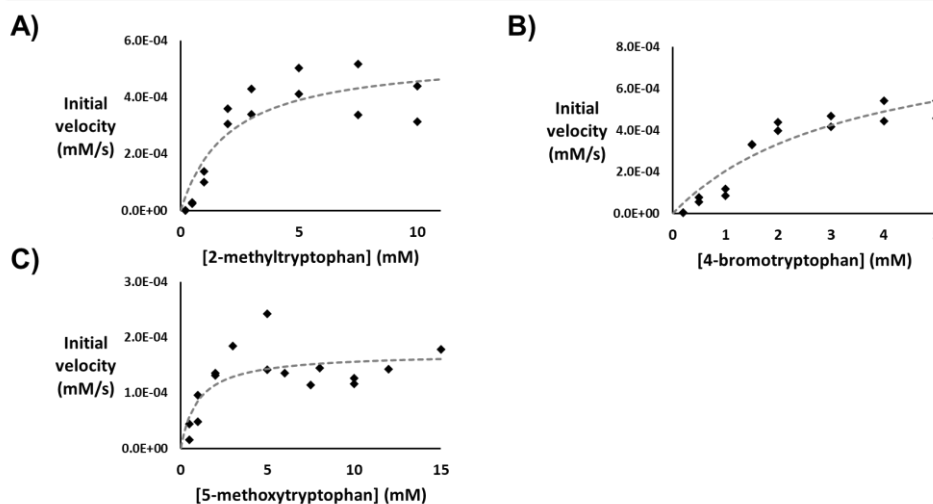 A)
6.0E-04
4.0E-04
2.0E-04
0.0E+00
Initial
velocity
(mM/s)
0 5 10
[2-methyltryptophan] (mM)
B)
8.0E-04
6.0E-04
4.0E-04
2.0E-04
0.0E+00
Initial
velocity
(mM/s)
0 1 2 3 4
[4-bromotryptophan] (mM)
C)
3.0E-04
2.0E-04
1.0E-04
0.0E+00
Initial
velocity
(mM/s)
0 5 10 15
[5-methoxytryptophan] (mM)